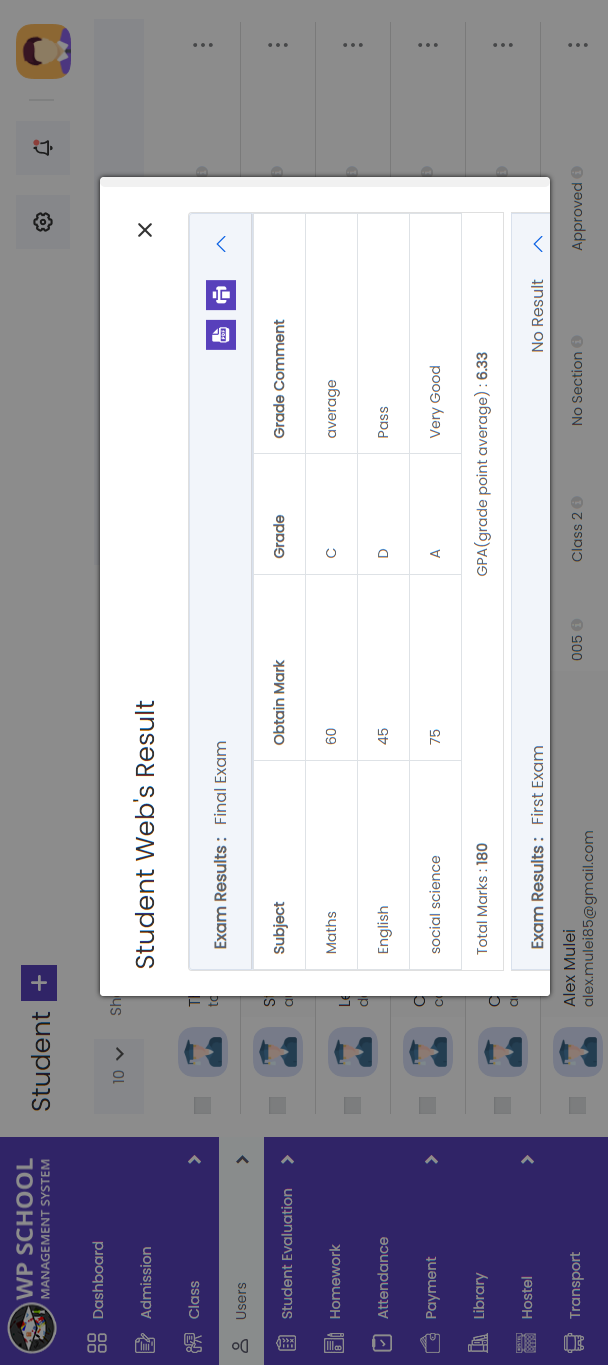 WP SCHOOL
MANAGEMENT SYSTEM
Dashboard
Admission
Class
Users
Student Evaluation
Homework
Attendance
Payment
Library
Hostel
Transport
Student +
10
Sh
Student Web's Result
Exam Results : Final Exam
Subject Obtain Mark Grade Grade Comment
Maths 60 C average
English 45 D Pass
social science 75 A Very Good
Total Marks : 180 GPA(grade point average) : 6.33
Exam Results : First Exam No Result
Alex Mulei 005 Class 2 No Section Approved
alex.mulei85@gmail.com